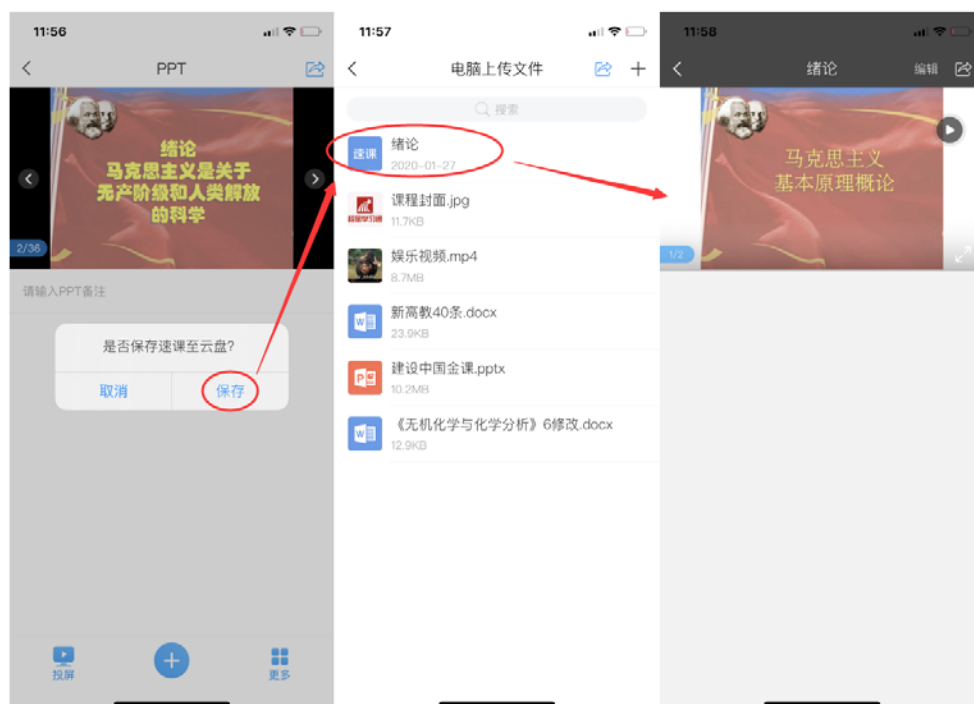 11:56
PPT
绪论
马克思主义是关于
无产阶级和人类解放
的科学
2/36
请输入PPT备注
是否保存速课至云盘?
取消
保存
投屏
更多
11:57
电脑上传文件
搜索
速课
绪论
2020-01-27
超星学习通
课程封面.jpg
11.7KB
娱乐视频.mp4
8.7MB
新高教40条.docx
23.9KB
建设中国金课.pptx
10.2MB
《无机化学与化学分析》6修改.docx
12.9KB
11:58
绪论
编辑
马克思主义
基本原理概论
1/2